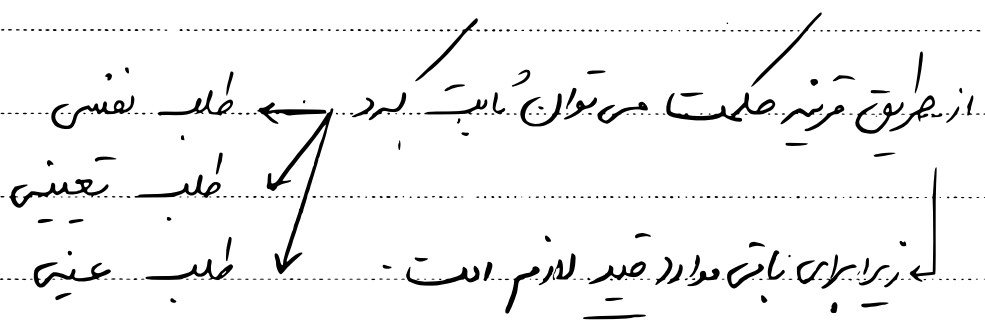 از طریق قرینه حکمت می توان ثابت کرد ← طلب نفسی
طلب تعیینی
زیرا برای باقی موارد قید لازم است. طلب عینی